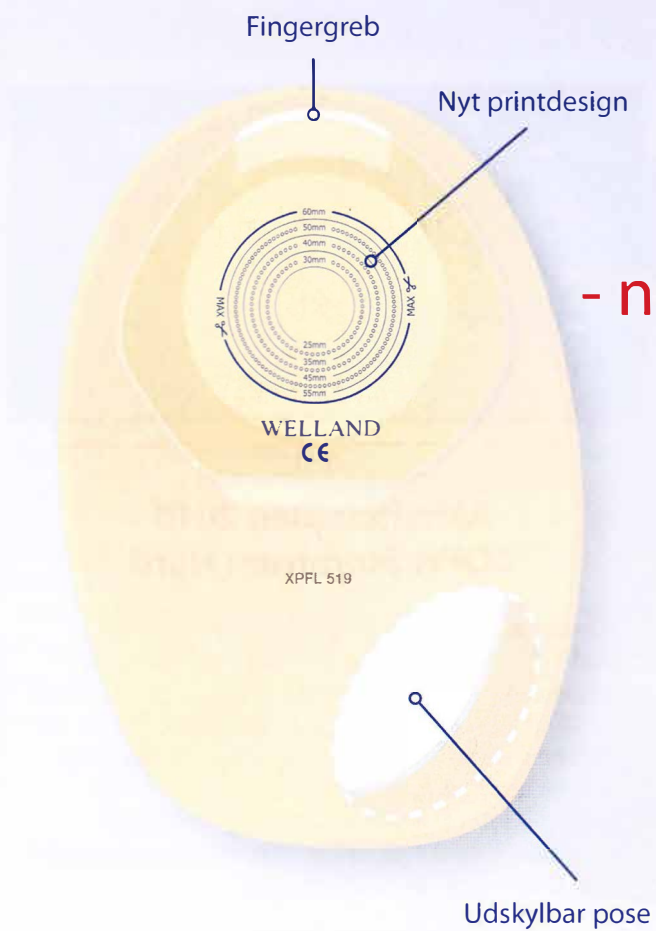 Fingergreb
Nyt printdesign
60mm
50mm
40mm
30mm
- n
MAX
MAX
25mm
35mm
45mm
55mm
WELLAND
CE
XPFL 519
Udskylbar pose